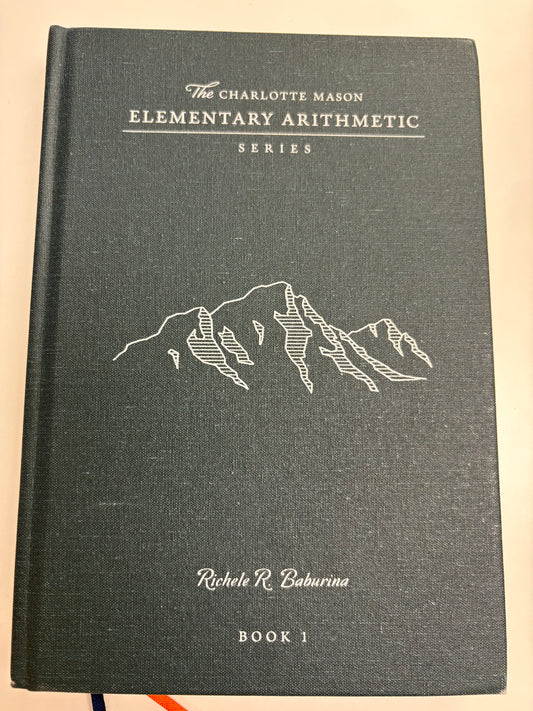 The CHARLOTTE MASON
ELEMENTARY ARITHMETIC
SERIES
Richele R. Baburina
BOOK 1